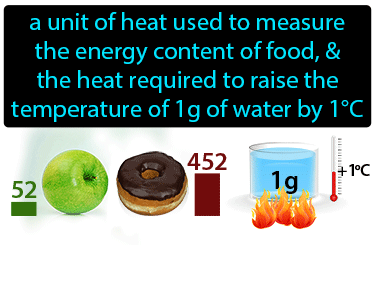 a unit of heat used to measure
the energy content of food, &
the heat required to raise the
temperature of 1g of water by 1°C
52
452
1g
+1ºC